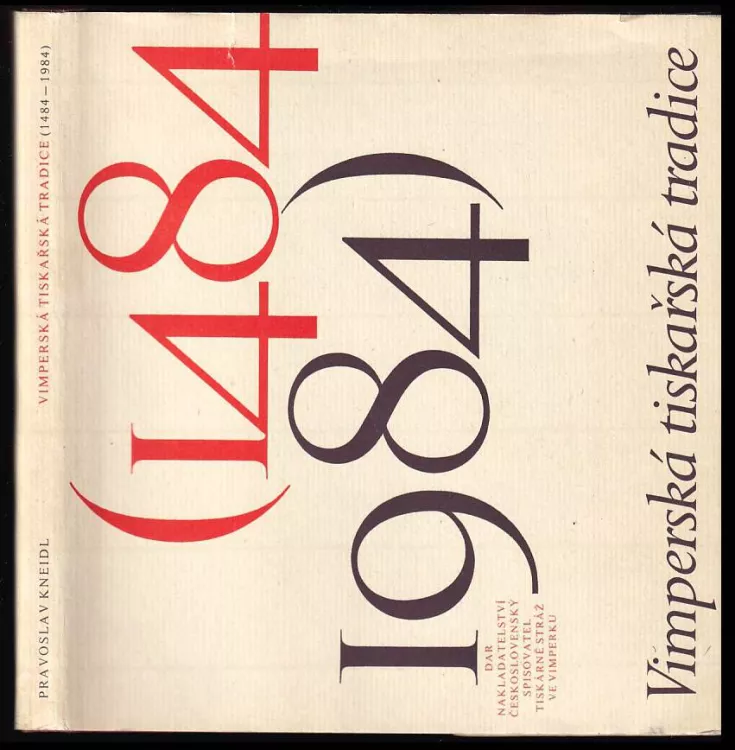 PRAVOSLAV KNEIDL
VIMPERSKÁ TISKAŘSKÁ TRADICE (1484 – 1984)
(1484
1984)
DAR
NAKLADATELSTVÍ
ČESKOSLOVENSKÝ
SPISOVATEL
TISKÁRNĚ STRÁŽ
VE VIMPERKU
Vimperská tiskařská tradice